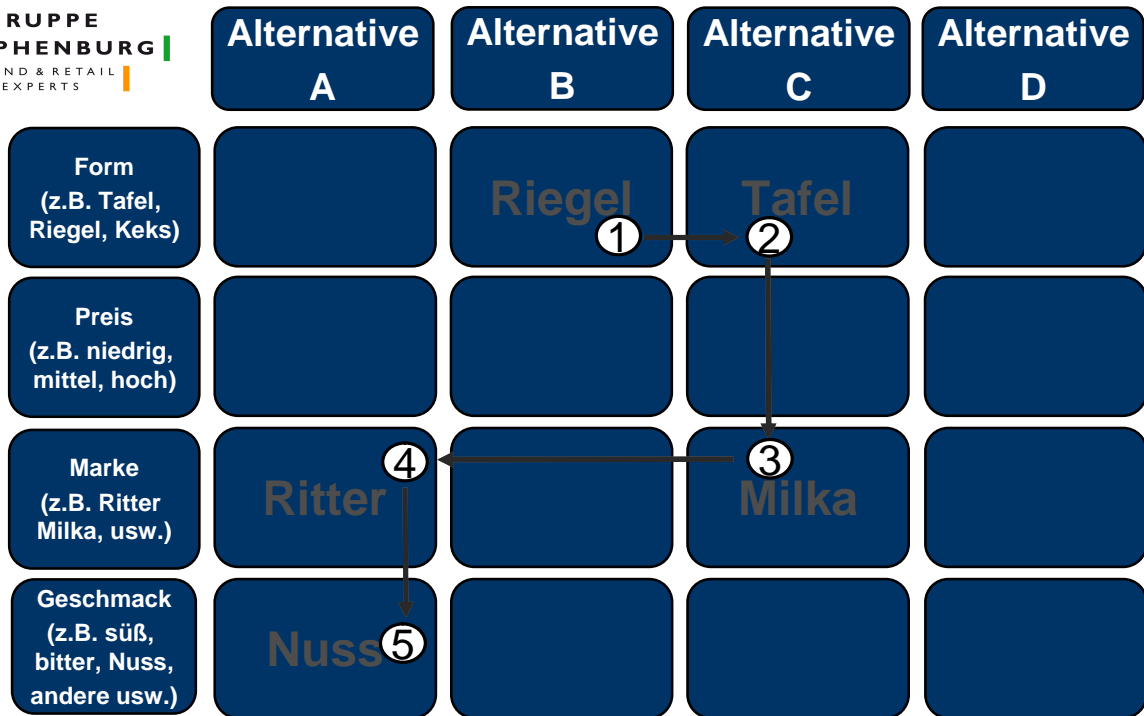 RUPPE
PHENBURG
ND & RETAIL
EXPERTS
Alternative
A
Alternative
B
Alternative
C
Alternative
D
Form
(z.B. Tafel,
Riegel, Keks)
Riegel
1
Tafel
2
Preis
(z.B. niedrig,
mittel, hoch)
Marke
(z.B. Ritter
Milka, usw.)
4
Ritter
3
Milka
Geschmack
(z.B. süß,
bitter, Nuss,
andere usw.)
Nuss
5